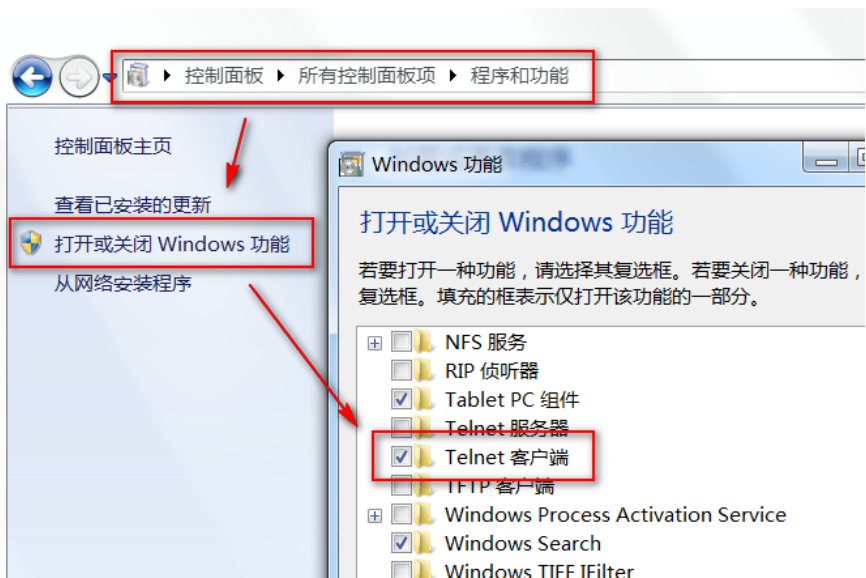 控制面板 ▸ 所有控制面板项 ▸ 程序和功能
控制面板主页
查看已安装的更新
打开或关闭 Windows 功能
从网络安装程序
Windows 功能
打开或关闭 Windows 功能
若要打开一种功能，请选择其复选框。若要关闭一种功能，
复选框。填充的框表示仅打开该功能的一部分。
NFS 服务
RIP 侦听器
Tablet PC 组件
Telnet 服务器
Telnet 客户端
TFTP 客户端
Windows Process Activation Service
Windows Search
Windows TIFF IFilter